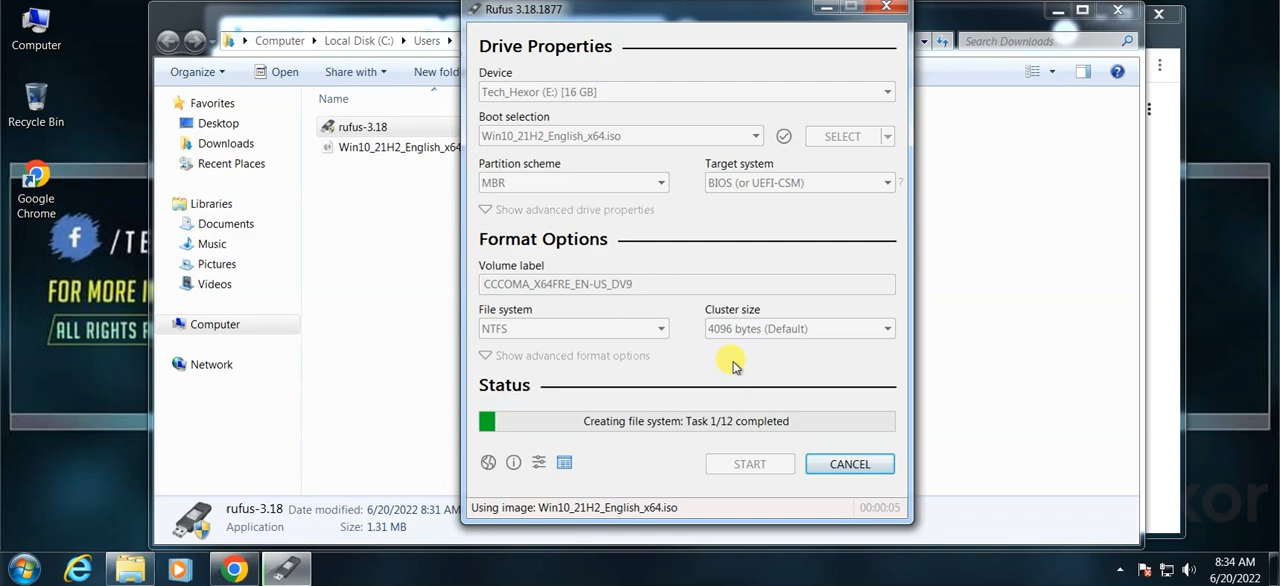 Computer
Recycle Bin
Google
Chrome
FOR MORE
ALL RIGHTS
Computer
Local Disk (C:)
Users
Search Downloads
Organize
Open
Share with
New fold
Favorites
Desktop
Downloads
Recent Places
Libraries
Documents
Music
Pictures
Videos
Computer
Network
Name
rufus-3.18
Win10_21H2_English_x64
rufus-3.18 Date modified: 6/20/2022 8:31 AM
Application Size: 1.31 MB
Rufus 3.18.1877
Drive Properties
Device
Tech_Hexor (E:) [16 GB]
Boot selection
Win10_21H2_English_x64.iso
SELECT
Partition scheme
Target system
MBR
BIOS (or UEFI-CSM)
?
Show advanced drive properties
Format Options
Volume label
CCCOMA_X64FRE_EN-US_DV9
File system
Cluster size
NTFS
4096 bytes (Default)
Show advanced format options
Status
Creating file system: Task 1/12 completed
START
CANCEL
Using image: Win10_21H2_English_x64.iso
00:00:05
8:34 AM
6/20/2022